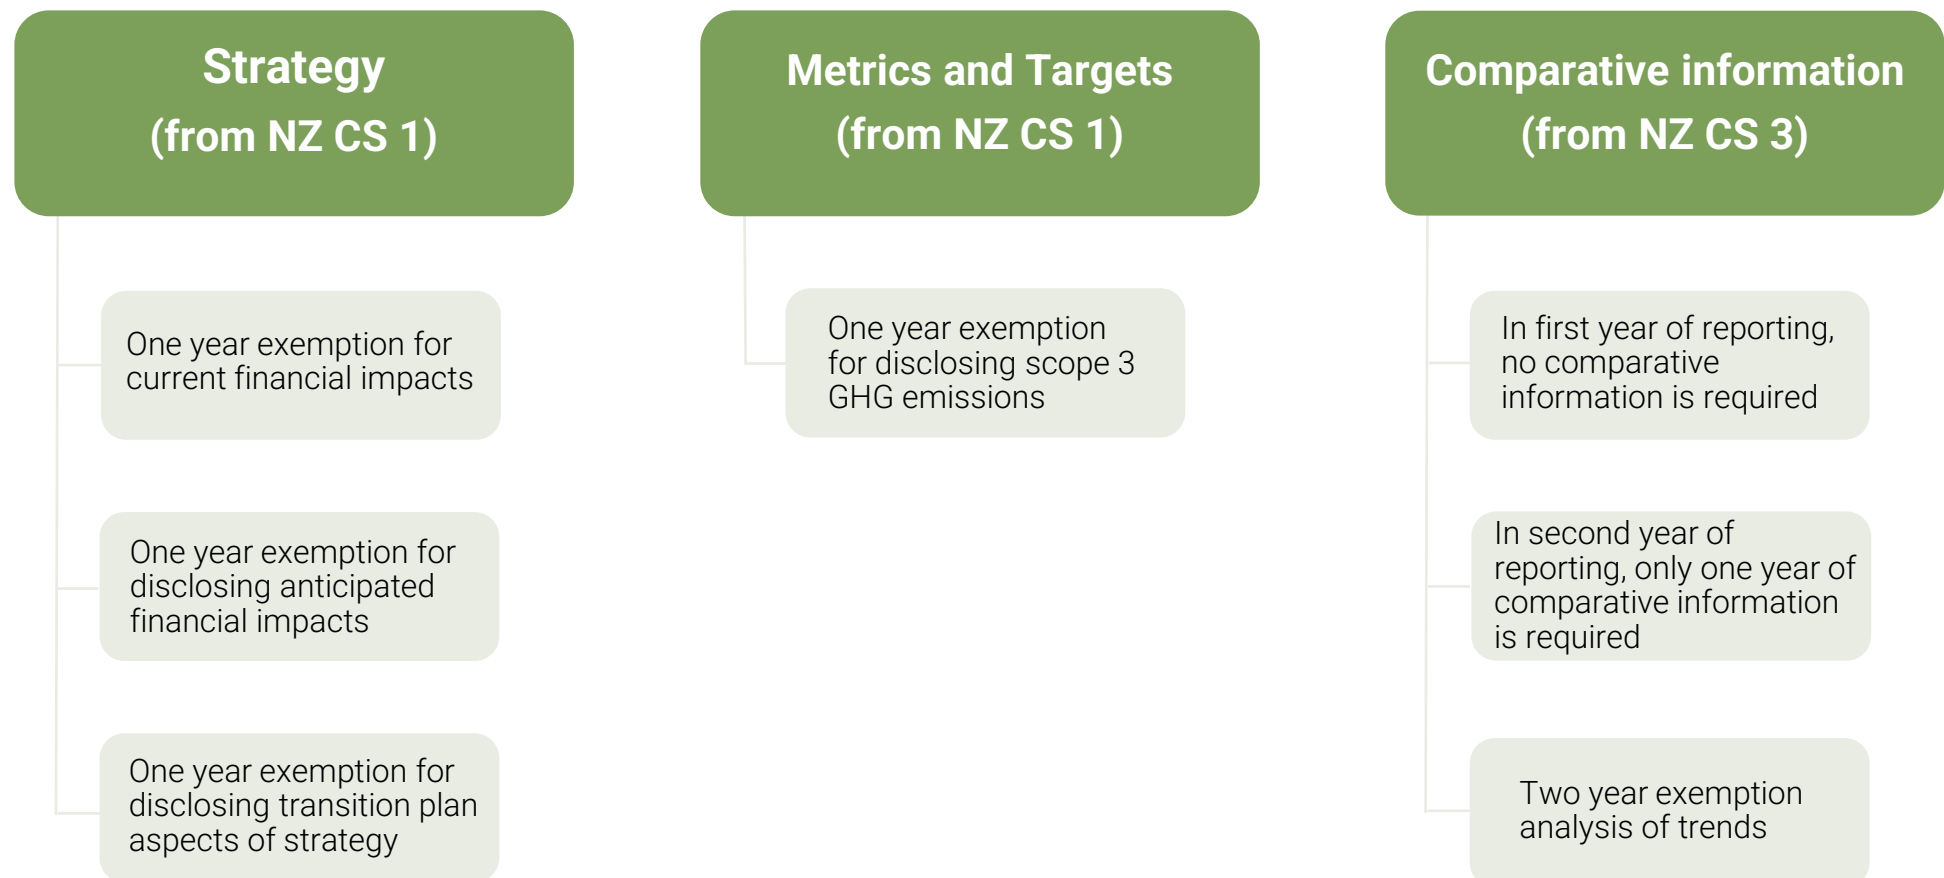 Strategy
(from NZ CS 1)
One year exemption for
current financial impacts
One year exemption for
disclosing anticipated
financial impacts
One year exemption for
disclosing transition plan
aspects of strategy
Metrics and Targets
(from NZ CS 1)
One year exemption
for disclosing scope 3
GHG emissions
Comparative information
(from NZ CS 3)
In first year of reporting,
no comparative
information is required
In second year of
reporting, only one year of
comparative information
is required
Two year exemption
analysis of trends